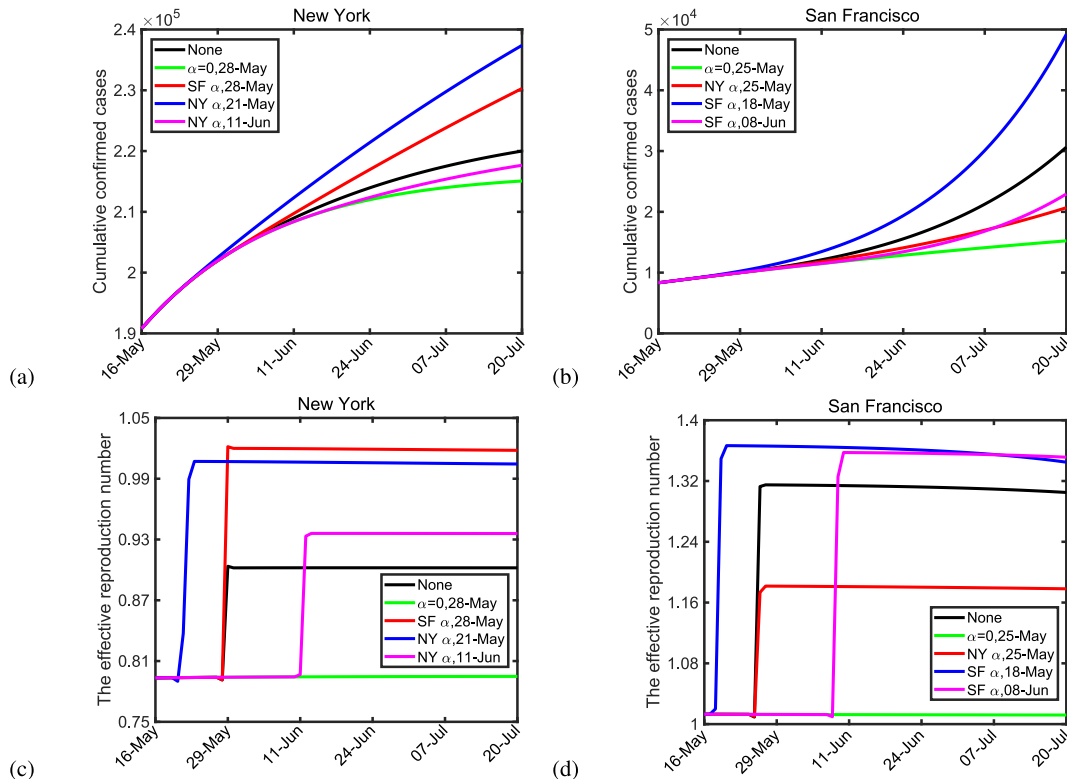 New York
×10⁵
2.4
2.3
2.2
2.1
2
1.9
Cumulative confirmed cases
None
α=0,28-May
SF α,28-May
NY α,21-May
NY α,11-Jun
16-May
29-May
11-Jun
24-Jun
07-Jul
20-Jul
(a)
San Francisco
×10⁴
5
4
3
2
1
0
Cumulative confirmed cases
None
α=0,25-May
NY α,25-May
SF α,18-May
SF α,08-Jun
16-May
29-May
11-Jun
24-Jun
07-Jul
20-Jul
(b)
New York
1.05
0.99
0.93
0.87
0.81
0.75
The effective reproduction number
None
α=0,28-May
SF α,28-May
NY α,21-May
NY α,11-Jun
16-May
29-May
11-Jun
24-Jun
07-Jul
20-Jul
(c)
San Francisco
1.4
1.32
1.24
1.16
1.08
1
The effective reproduction number
None
α=0,25-May
NY α,25-May
SF α,18-May
SF α,08-Jun
16-May
29-May
11-Jun
24-Jun
07-Jul
20-Jul
(d)